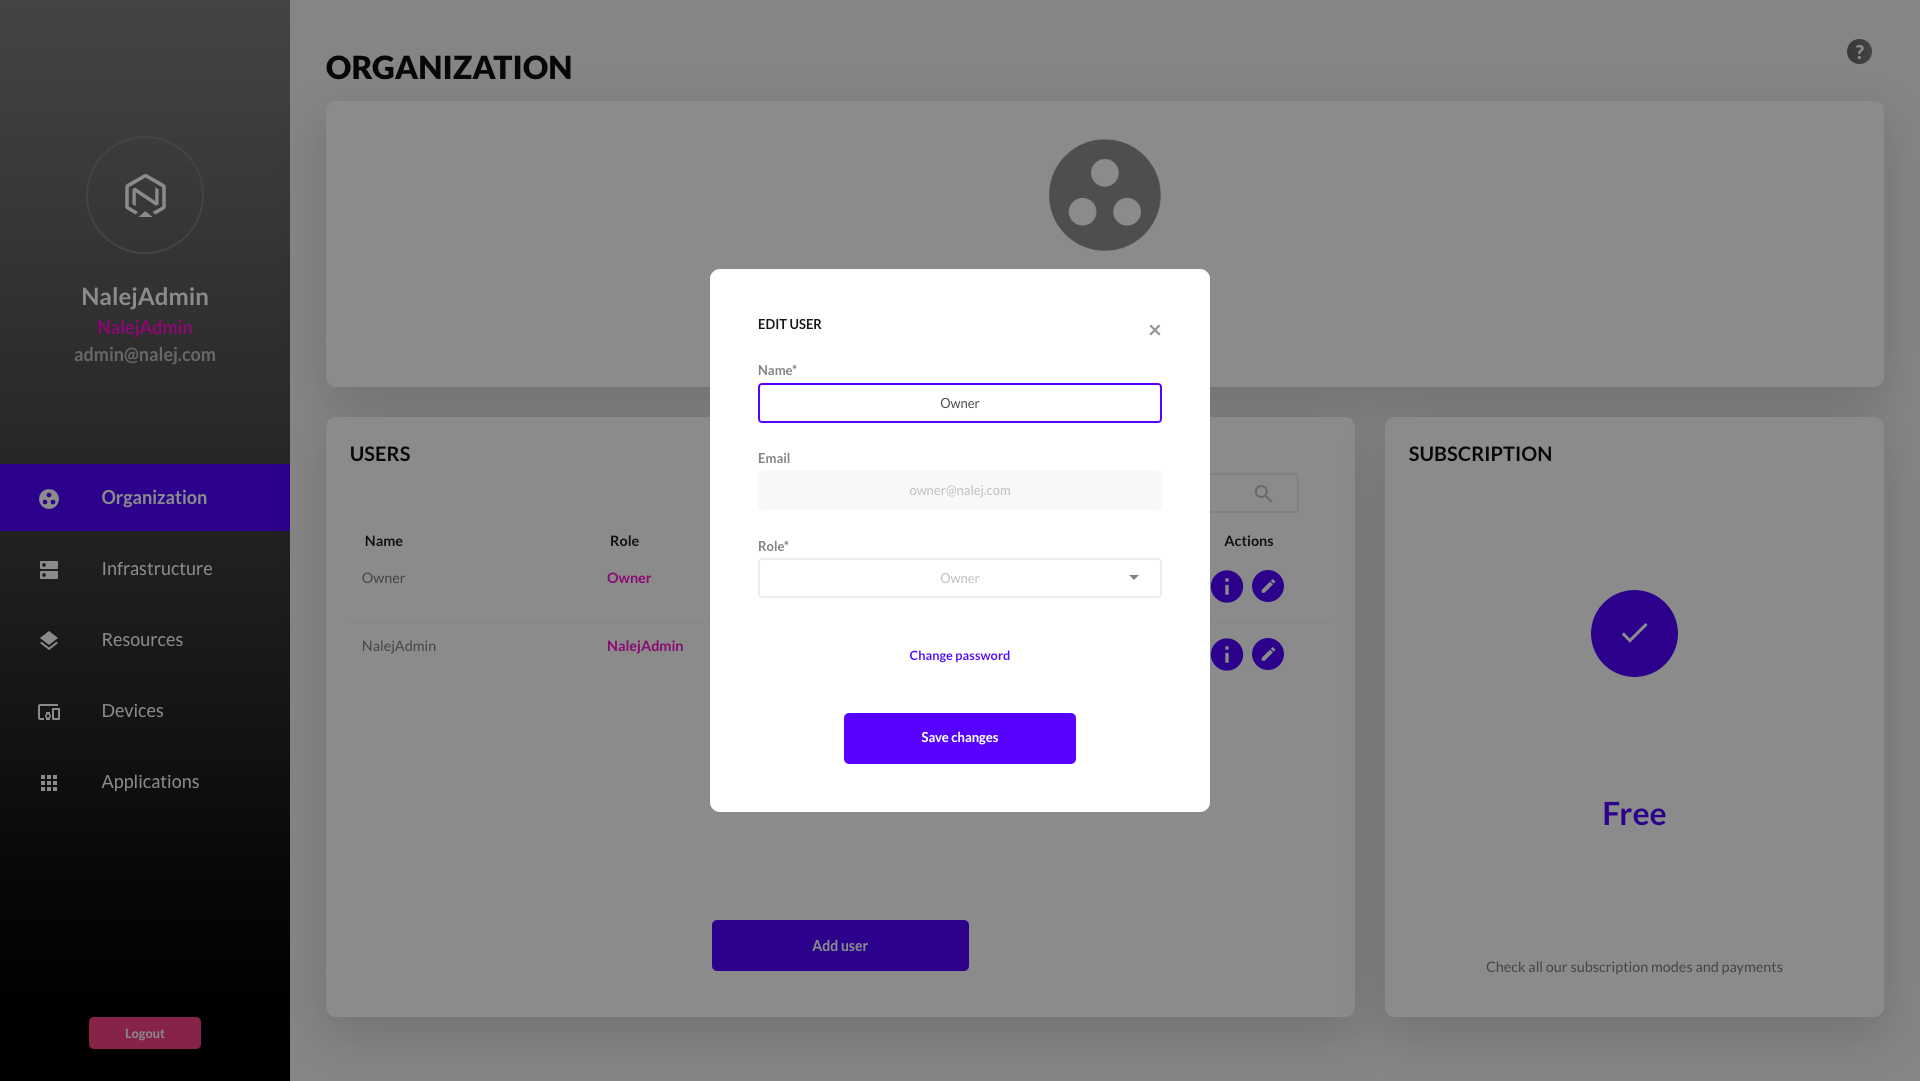 NalejAdmin
NalejAdmin
admin@nalej.com
Organization
Infrastructure
Resources
Devices
Applications
Logout
ORGANIZATION
?
USERS
Name Role Actions
Owner Owner
NalejAdmin NalejAdmin
Add user
SUBSCRIPTION
Free
Check all our subscription modes and payments
EDIT USER
Name*
Owner
Email
owner@nalej.com
Role*
Owner
Change password
Save changes